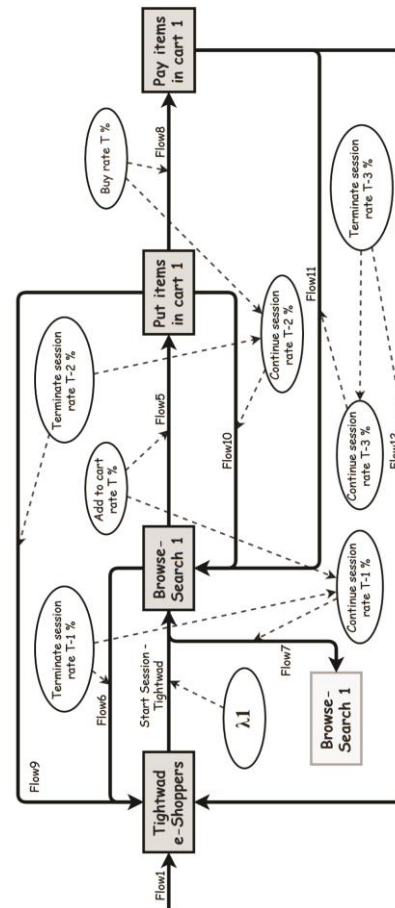 Flow9
Terminate session
rate T-1 %
Terminate session
rate T-2 %
Add to cart
rate T %
Buy rate T %
Flow6
Start Session -
Tightwad
Flow1
Tightwad
e-Shoppers
Browse-
Search 1
Flow5
Put items
in cart 1
Flow8
Pay items
in cart 1
λ1
Flow10
Continue session
rate T-2 %
Flow7
Flow11
Browse-
Search 1
Continue session
rate T-1 %
Continue session
rate T-3 %
Terminate session
rate T-3 %